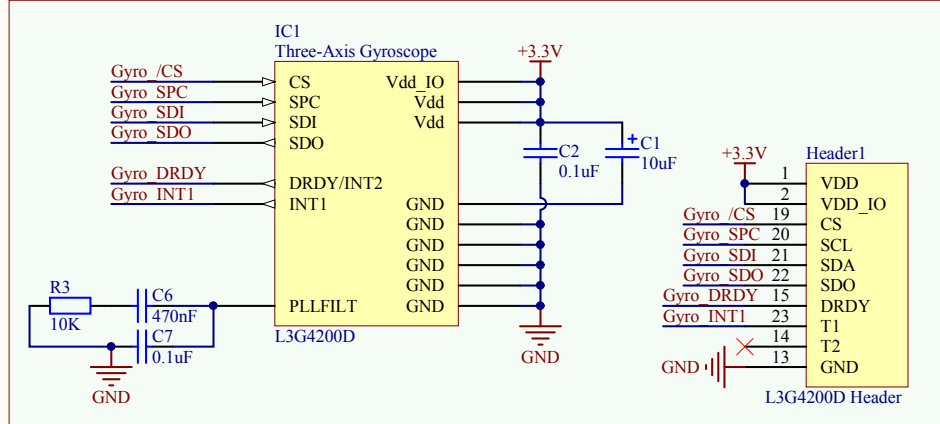 IC1
Three-Axis Gyroscope
+3.3V
Gyro_/CS
CS
Vdd_IO
Gyro_SPC
SPC
Vdd
Gyro_SDI
SDI
Vdd
Gyro_SDO
SDO
C2
0.1uF
+
C1
10uF
Gyro_DRDY
DRDY/INT2
Gyro_INT1
INT1
GND
GND
GND
GND
GND
PLLFILT
GND
L3G4200D
GND
R3
10K
C6
470nF
C7
0.1uF
GND
+3.3V
Header1
1
VDD
2
VDD_IO
Gyro_/CS
19
CS
Gyro_SPC
20
SCL
Gyro_SDI
21
SDA
Gyro_SDO
22
SDO
Gyro_DRDY
15
DRDY
Gyro_INT1
23
T1
14
T2
GND
13
GND
L3G4200D Header